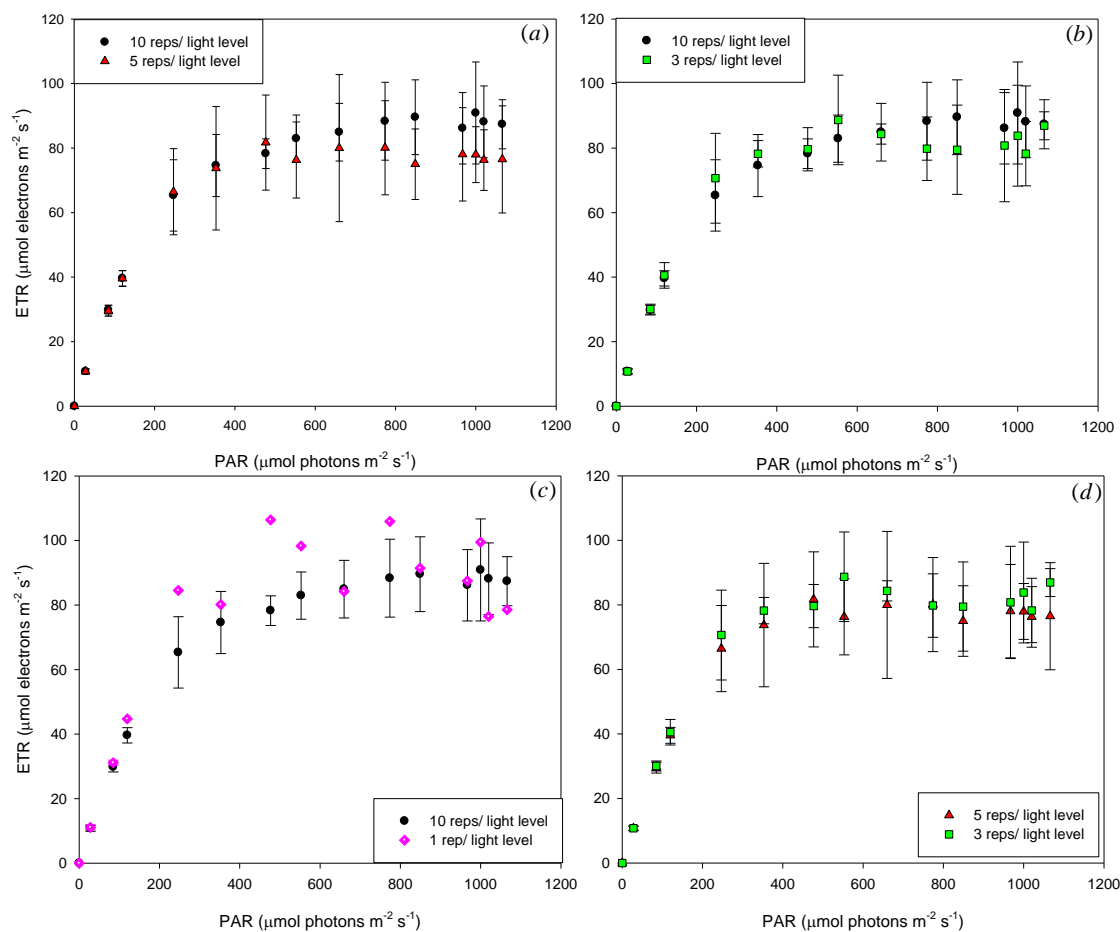 120
100
80
60
40
20
0
ETR (μmol electrons m-2 s-1)
10 reps/ light level
5 reps/ light level
(a)
0 200 400 600 800 1000 1200
PAR (μmol photons m-2 s-1)
120
100
80
60
40
20
0
10 reps/ light level
3 reps/ light level
(b)
0 200 400 600 800 1000 1200
PAR (μmol photons m-2 s-1)
120
100
80
60
40
20
0
ETR (μmol electrons m-2 s-1)
(c)
10 reps/ light level
1 rep/ light level
0 200 400 600 800 1000 1200
PAR (μmol photons m-2 s-1)
120
100
80
60
40
20
0
(d)
5 reps/ light level
3 reps/ light level
0 200 400 600 800 1000 1200
PAR (μmol photons m-2 s-1)